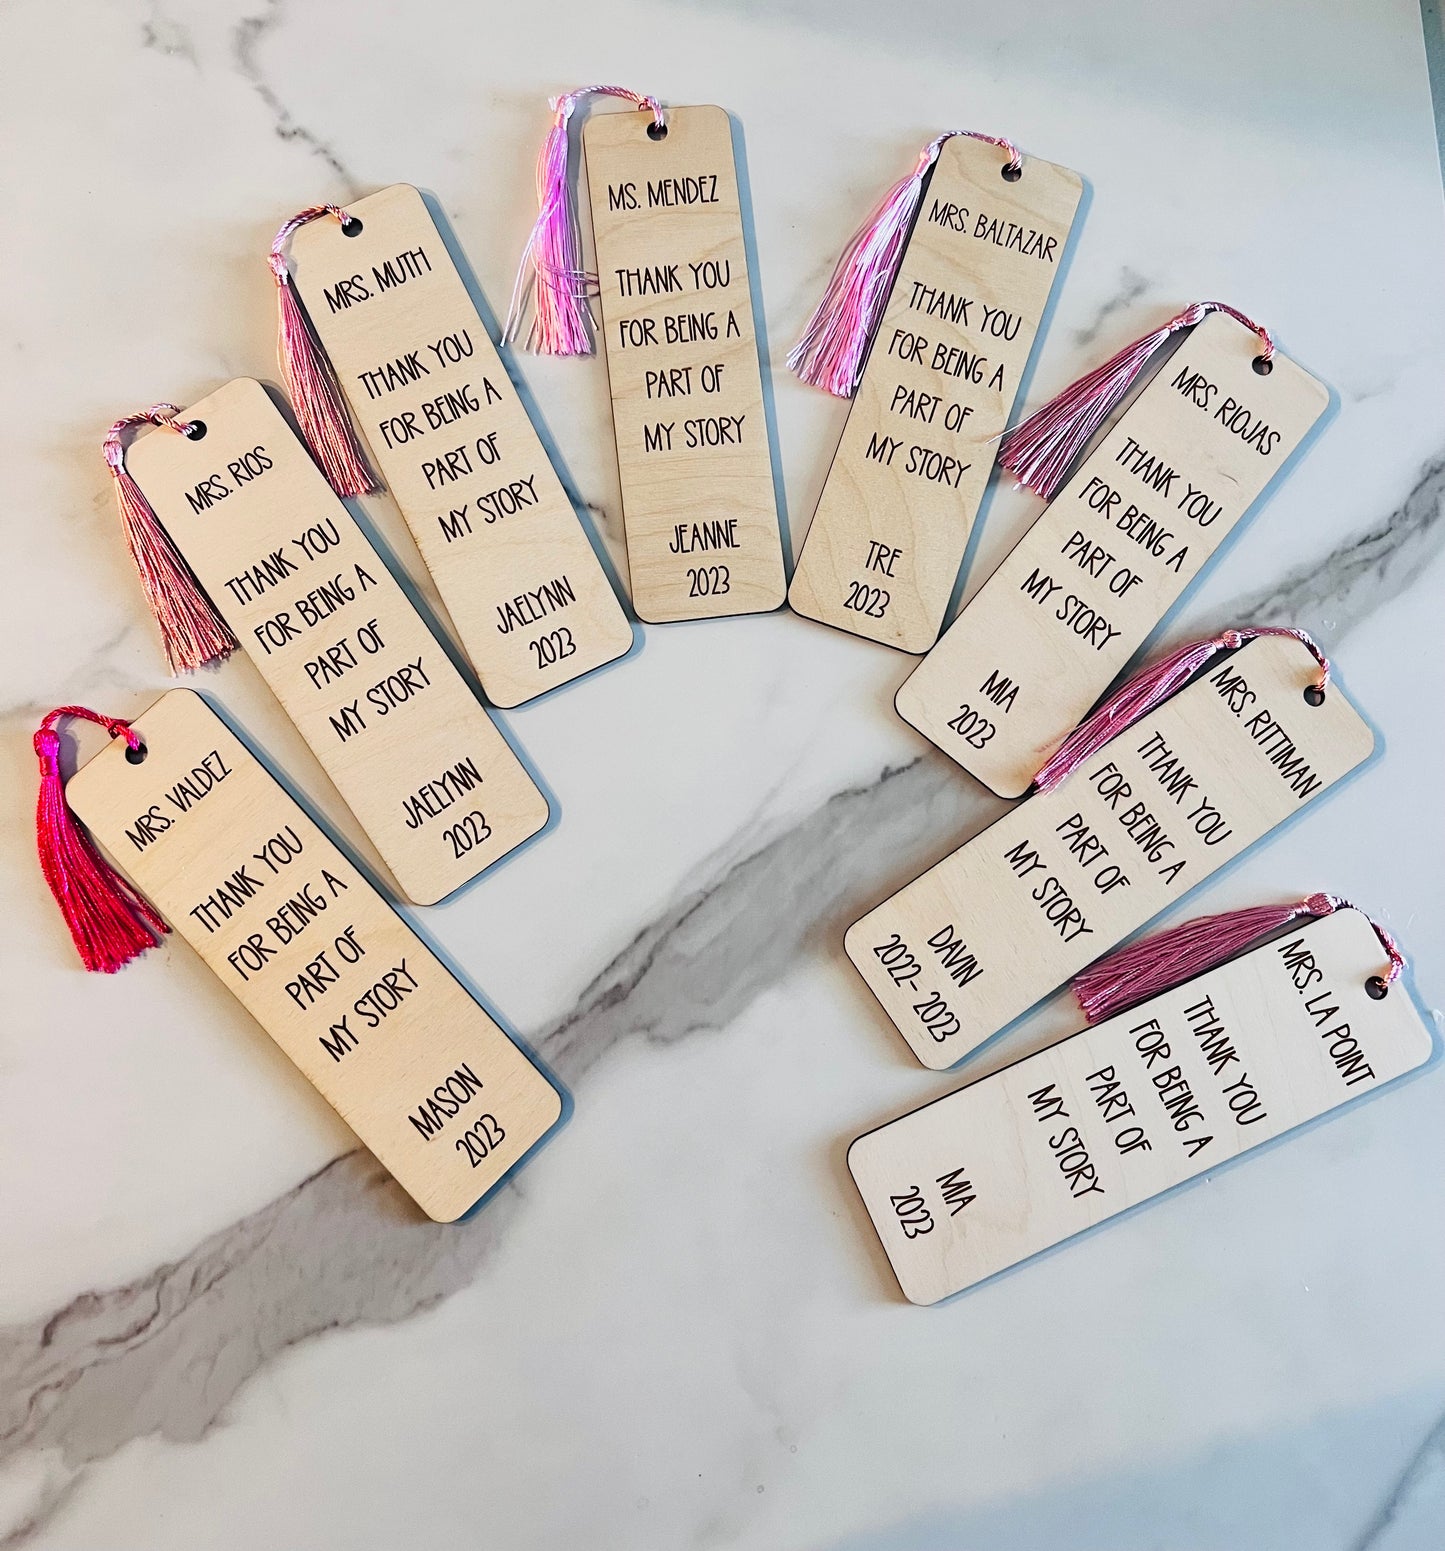 MRS. VALDEZ
THANK YOU
FOR BEING A
PART OF
MY STORY
MASON
2023
MRS. RIOS
THANK YOU
FOR BEING A
PART OF
MY STORY
JAELYNN
2023
MRS. MUTH
THANK YOU
FOR BEING A
PART OF
MY STORY
JAELYNN
2023
MS. MENDEZ
THANK YOU
FOR BEING A
PART OF
MY STORY
JEANNE
2023
MRS. BALTAZAR
THANK YOU
FOR BEING A
PART OF
MY STORY
TRE
2023
MRS. RIOJAS
THANK YOU
FOR BEING A
PART OF
MY STORY
MIA
2023
MRS. RITTIMAN
THANK YOU
FOR BEING A
PART OF
MY STORY
DAVIN
2022-2023
MRS. LA POINT
THANK YOU
FOR BEING A
PART OF
MY STORY
MIA
2023